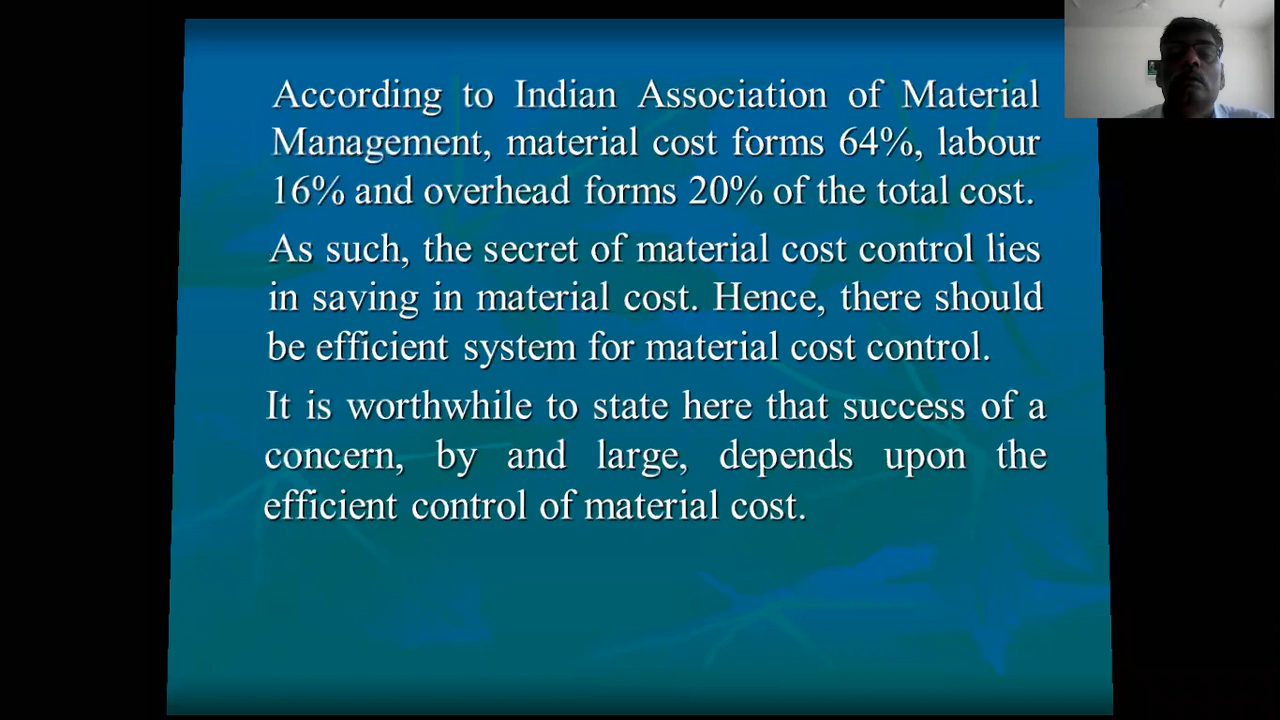 According to Indian Association of Material
Management, material cost forms 64%, labour
16% and overhead forms 20% of the total cost.
As such, the secret of material cost control lies
in saving in material cost. Hence, there should
be efficient system for material cost control.
It is worthwhile to state here that success of a
concern, by and large, depends upon the
efficient control of material cost.